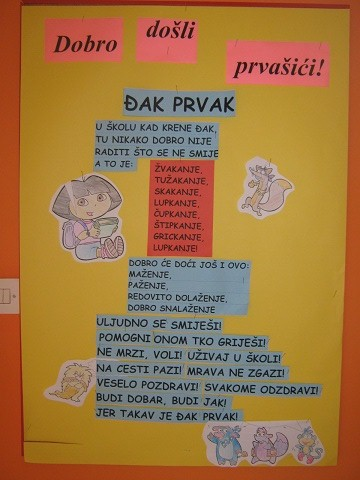 Dobro došli prvašići!
ĐAK PRVAK
U ŠKOLU KAD KRENE ĐAK,
TU NIKAKO DOBRO NIJE
RADITI ŠTO SE NE SMIJE
A TO JE:
ŽVAKANJE,
TUŽAKANJE,
SKAKANJE,
LUPKANJE,
ČUPKANJE,
ŠTIPKANJE,
GRICKANJE,
LUPKANJE!
DOBRO ĆE DOĆI JOŠ I OVO:
MAŽENJE,
PAŽENJE,
REDOVITO DOLAŽENJE,
DOBRO SNALAŽENJE
ULJUDNO SE SMIJEŠI!
POMOGNI ONOM TKO GRIJEŠI!
NE MRZI, VOLI! UŽIVAJ U ŠKOLI!
NA CESTI PAZI! MRAVA NE ZGAZI!
VESELO POZDRAVI! SVAKOME ODZDRAVI!
BUDI DOBAR, BUDI JAK!
JER TAKAV JE ĐAK PRVAK!